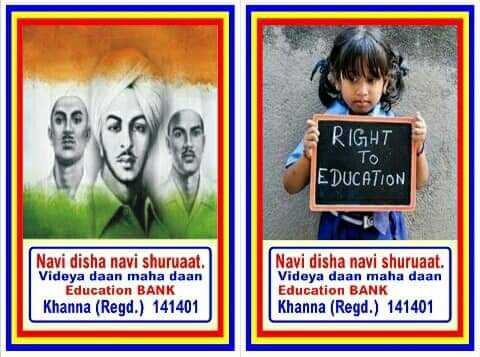 Navi disha navi shuruaat.
Videya daan maha daan
Education BANK
Khanna (Regd.) 141401
RIGHT
TO
EDUCATION
Navi disha navi shuruaat.
Videya daan maha daan
Education BANK
Khanna (Regd.) 141401